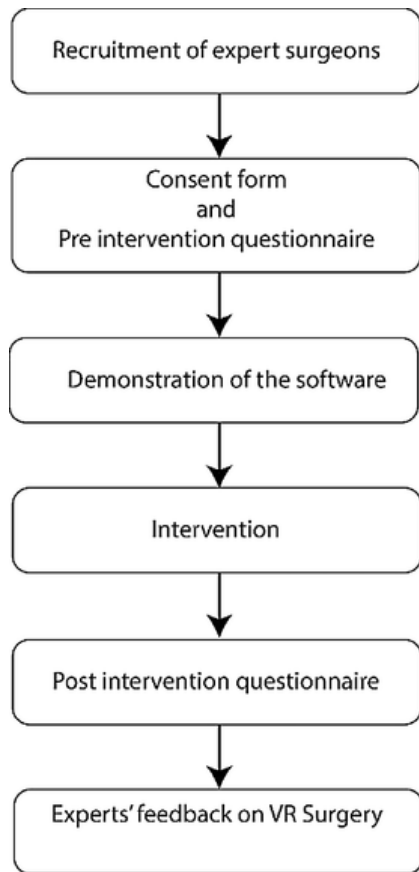 Recruitment of expert surgeons
Consent form
and
Pre intervention questionnaire
Demonstration of the software
Intervention
Post intervention questionnaire
Experts' feedback on VR Surgery